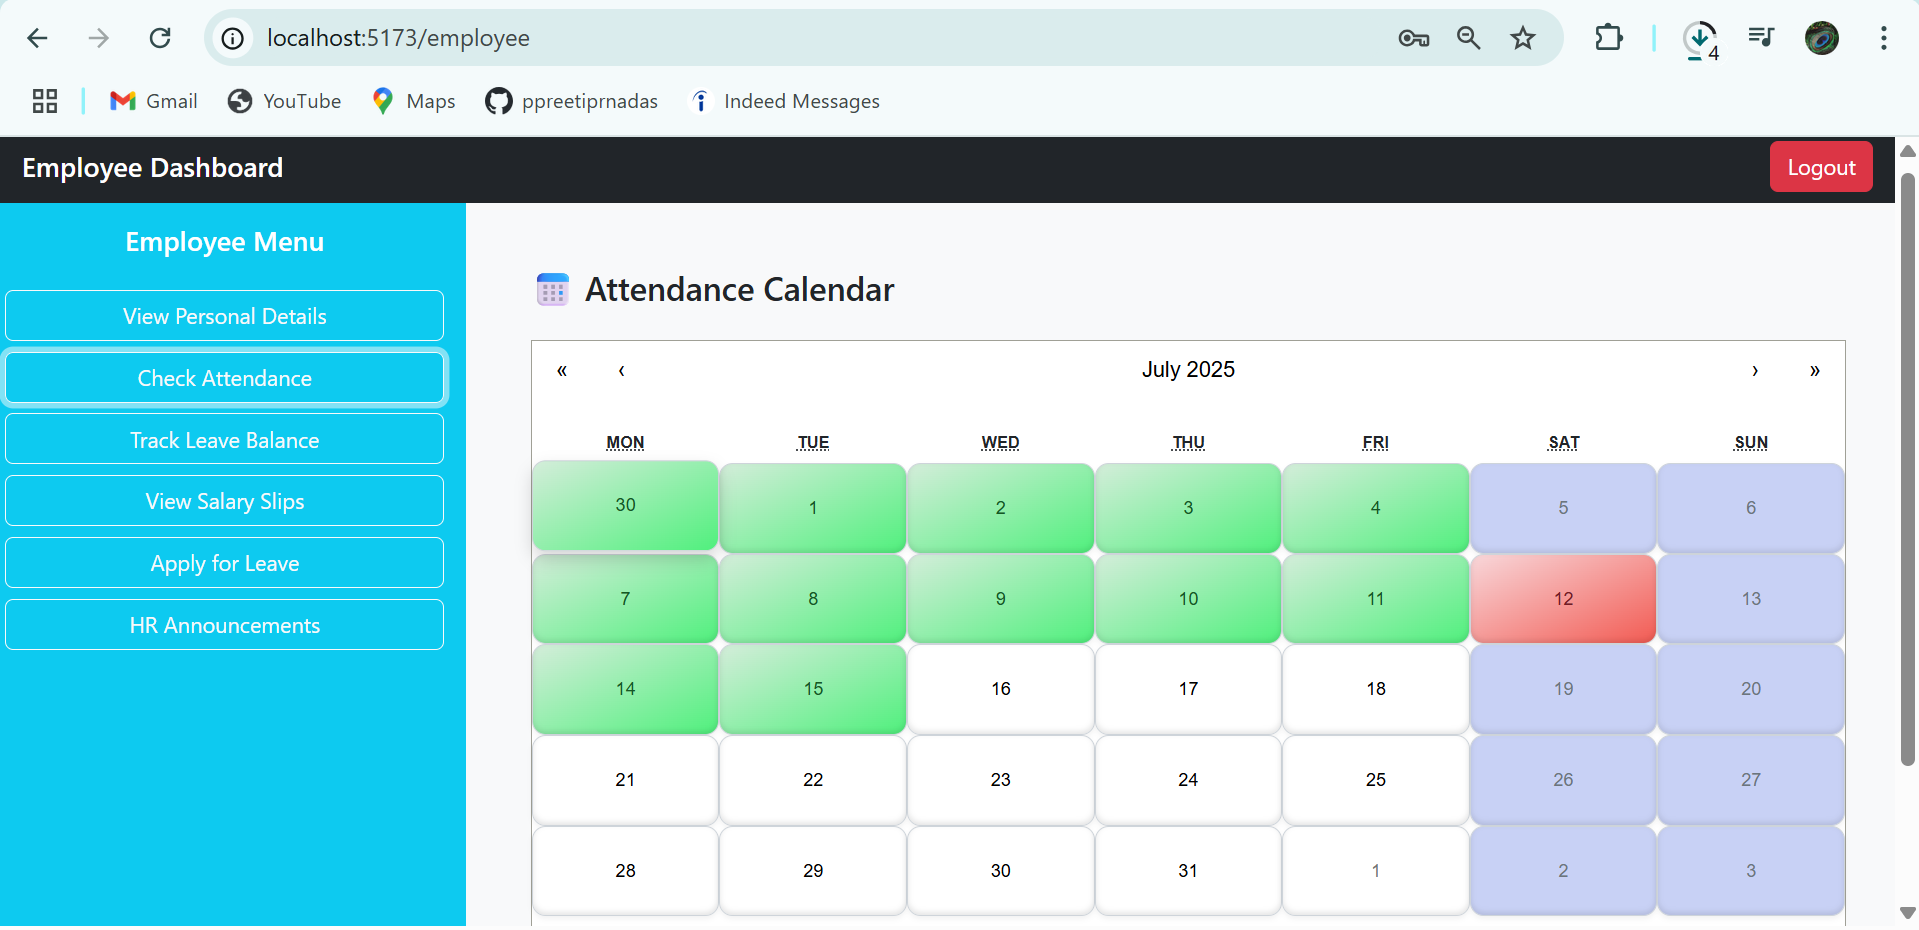 localhost:5173/employee
4
Gmail YouTube Maps ppreetiprnadas Indeed Messages
Employee Dashboard Logout
Employee Menu
View Personal Details
Check Attendance
Track Leave Balance
View Salary Slips
Apply for Leave
HR Announcements
Attendance Calendar
« ‹ July 2025 › »
MON TUE WED THU FRI SAT SUN
30 1 2 3 4 5 6
7 8 9 10 11 12 13
14 15 16 17 18 19 20
21 22 23 24 25 26 27
28 29 30 31 1 2 3